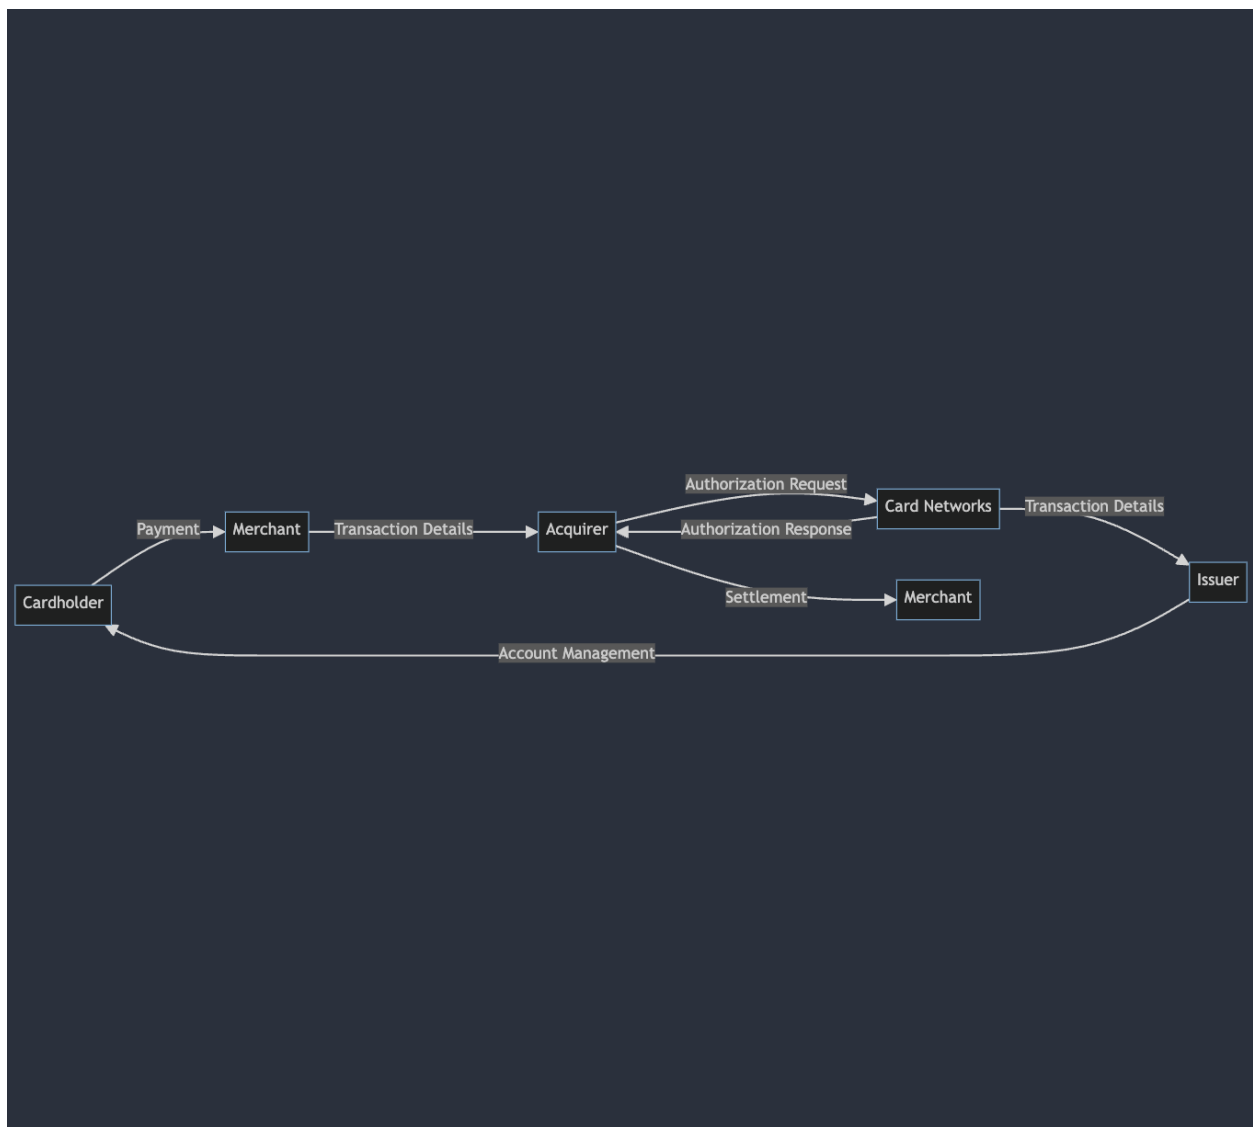 Authorization Request
Card Networks
Transaction Details
Payment
Merchant
Transaction Details
Acquirer
Authorization Response
Issuer
Cardholder
Settlement
Merchant
Account Management